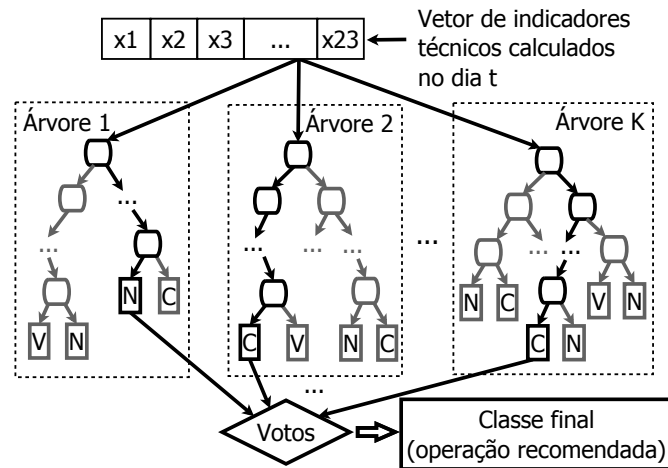 x1 x2 x3 ... x23
Vetor de indicadores
técnicos calculados
no dia t
Árvore 1
Árvore 2
Árvore K
...
...
... ... ...
... ...
...
N C
N C
V N
V N
C V
N C
C N
...
Votos
Classe final
(operação recomendada)